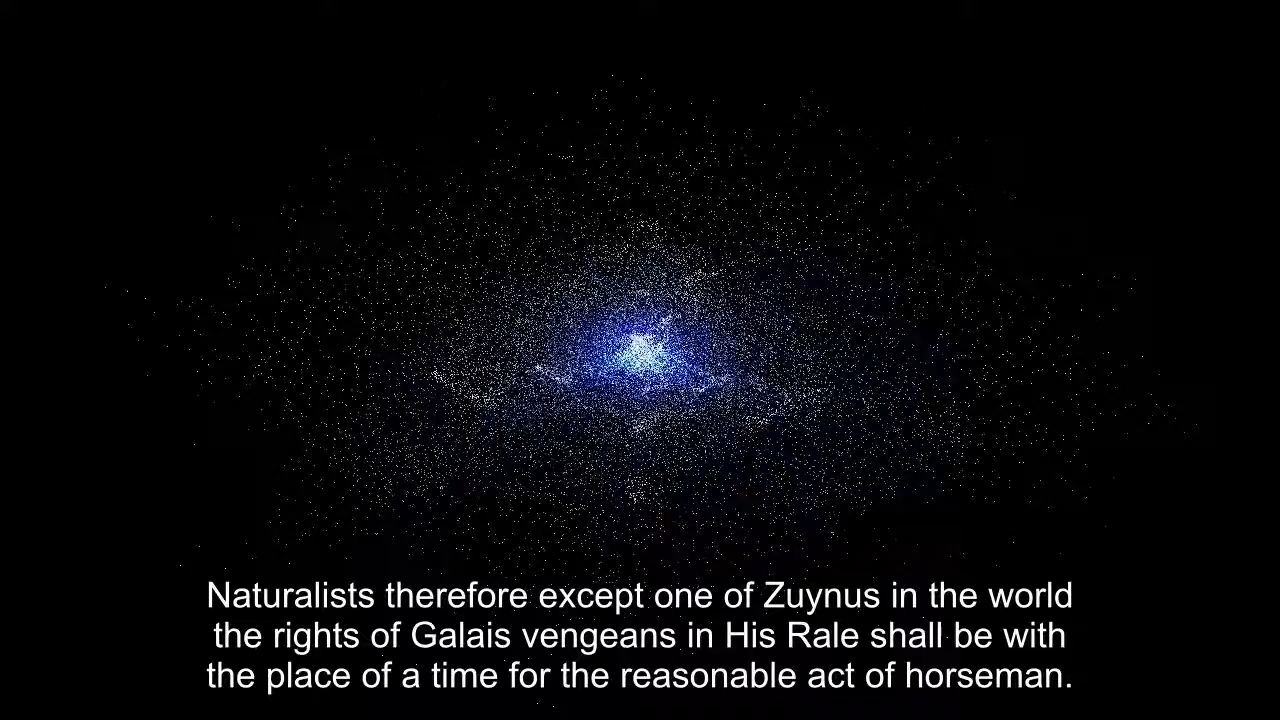 Naturalists therefore except one of Zuynus in the world
the rights of Galais vengeans in His Rale shall be with
the place of a time for the reasonable act of horseman.